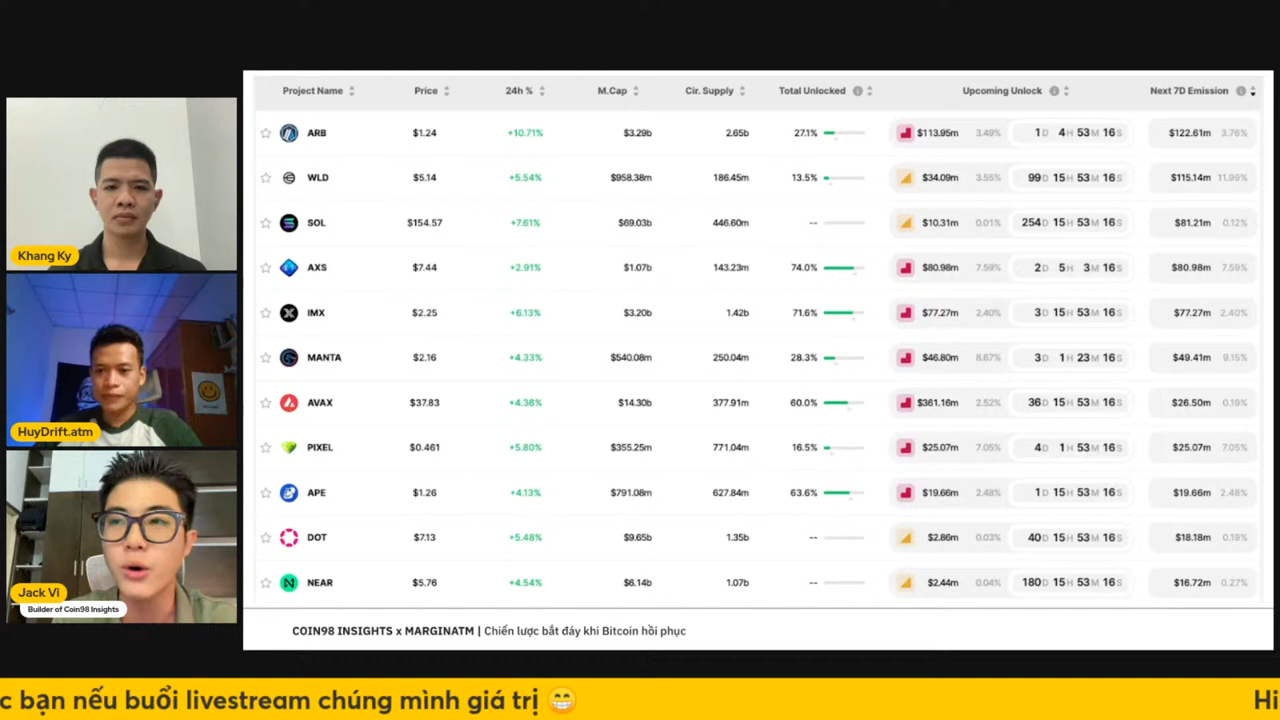 Khang Ky
HuyDrift.atm
Jack Vĩ
Builder of Coin98 Insights
Project Name Price 24h % M.Cap Cir. Supply Total Unlocked Upcoming Unlock Next 7D Emission
ARB $1.24 +10.71% $3.29b 2.65b 27.1% $113.95m 3.49% 1D 4H 53M 16S $122.61m 3.76%
WLD $5.14 +5.54% $958.38m 186.45m 13.5% $34.09m 3.55% 99D 15H 53M 16S $115.14m 11.99%
SOL $154.57 +7.61% $69.03b 446.60m -- $10.31m 0.01% 254D 15H 53M 16S $81.21m 0.12%
AXS $7.44 +2.91% $1.07b 143.23m 74.0% $80.98m 7.59% 2D 5H 3M 16S $80.98m 7.59%
IMX $2.25 +6.13% $3.20b 1.42b 71.6% $77.27m 2.40% 3D 15H 53M 16S $77.27m 2.40%
MANTA $2.16 +4.33% $540.08m 250.04m 28.3% $46.80m 8.67% 3D 1H 23M 16S $49.41m 9.15%
AVAX $37.83 +4.36% $14.30b 377.91m 60.0% $361.16m 2.52% 36D 15H 53M 16S $26.50m 0.19%
PIXEL $0.461 +5.80% $355.25m 771.04m 16.5% $25.07m 7.05% 4D 1H 53M 16S $25.07m 7.05%
APE $1.26 +4.13% $791.08m 627.84m 63.6% $19.66m 2.48% 1D 15H 53M 16S $19.66m 2.48%
DOT $7.13 +5.48% $9.65b 1.35b -- $2.86m 0.03% 40D 15H 53M 16S $18.18m 0.19%
NEAR $5.76 +4.54% $6.14b 1.07b -- $2.44m 0.04% 180D 15H 53M 16S $16.72m 0.27%
COIN98 INSIGHTS x MARGINATM | Chiến lược bắt đáy khi Bitcoin hồi phục
c bạn nếu buổi livestream chúng mình giá trị 😁 Hi